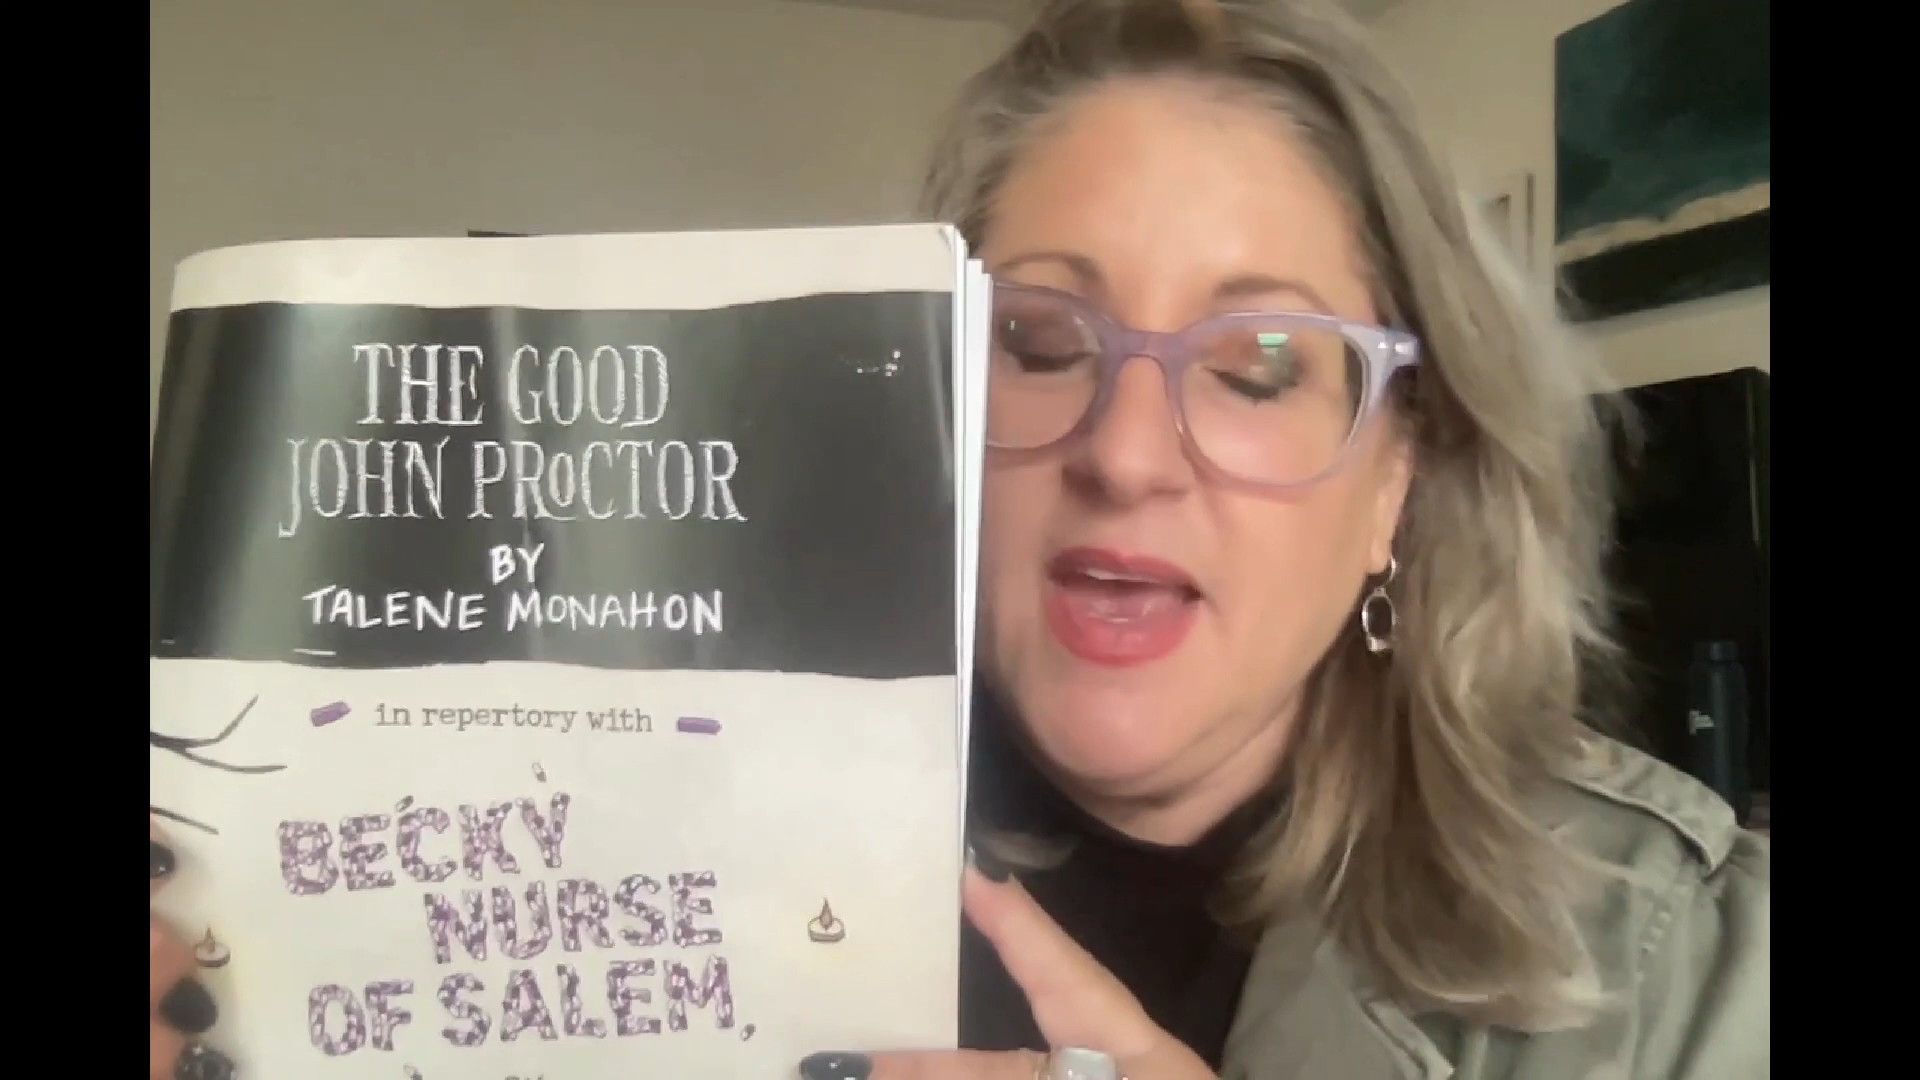 THE GOOD
JOHN PROCTOR
BY
TALENE MONAHON
in repertory with
BECKY
NURSE
OF SALEM